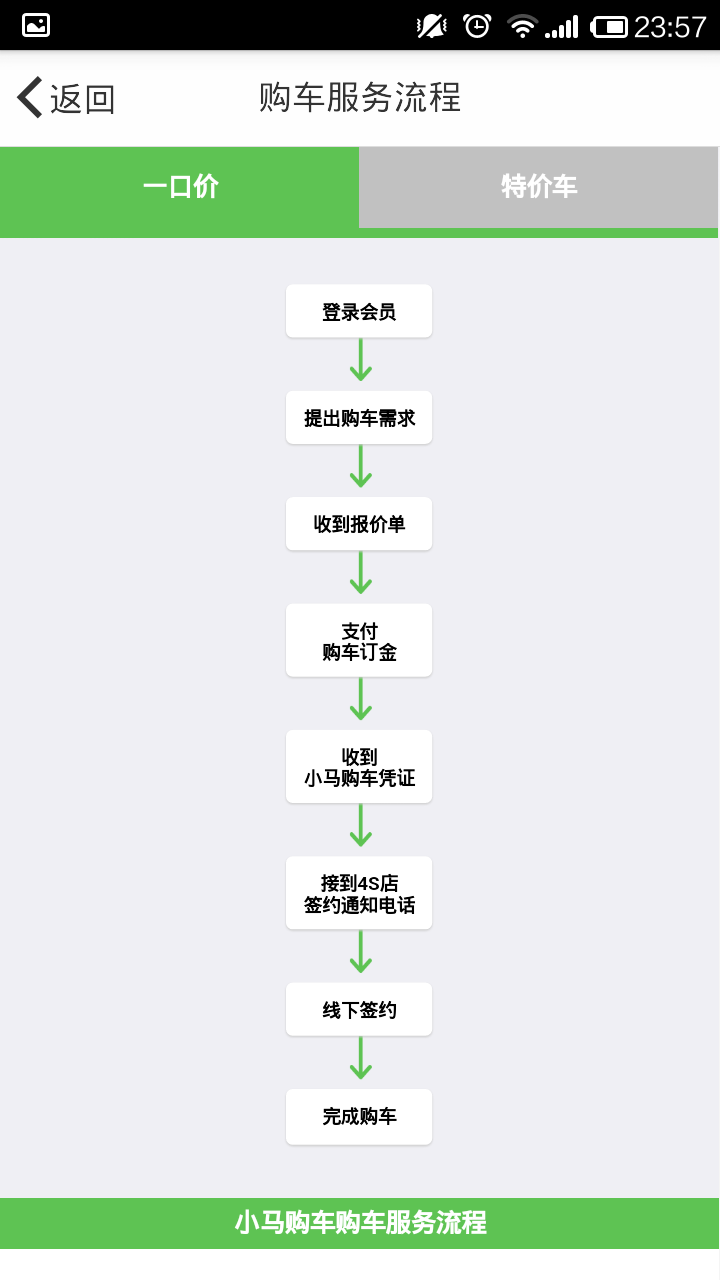 23:57
返回
购车服务流程
一口价
特价车
登录会员
提出购车需求
收到报价单
支付
购车订金
收到
小马购车凭证
接到4S店
签约通知电话
线下签约
完成购车
小马购车购车服务流程